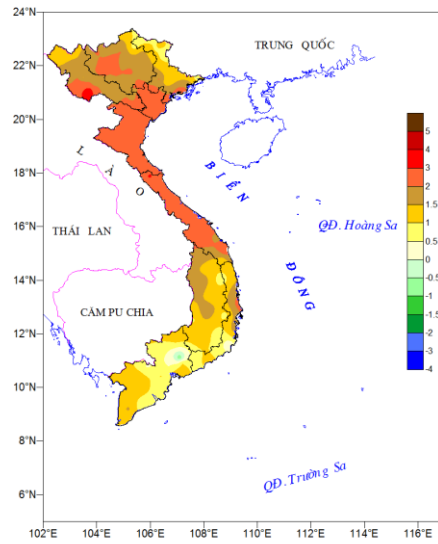 24°N
22°N
20°N
18°N
16°N
14°N
12°N
10°N
8°N
6°N
102°E
104°E
106°E
108°E
110°E
112°E
114°E
116°E
TRUNG QUỐC
LÀO
BIỂN
ĐÔNG
QĐ. Hoàng Sa
THÁI LAN
CĂM PU CHIA
QĐ. Trường Sa
5
4
3
2
1.5
1
0.5
0
-0.5
-1
-1.5
-2
-3
-4